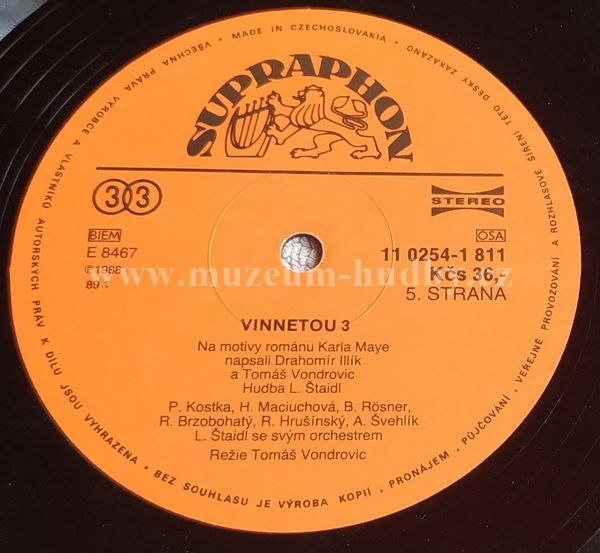 VŠECHNA PRÁVA VÝROBCE A VLASTNÍKŮ AUTORSKÝCH PRÁV K DÍLU JSOU VYHRAZENA • BEZ SOUHLASU JE VÝROBA KOPIÍ , PRONÁJEM , PŮJČOVÁNÍ , VEŘEJNÉ PROVOZOVÁNÍ A ROZHLASOVÉ ŠÍŘENÍ TÉTO DESKY ZAKÁZÁNO • MADE IN CZECHOSLOVAKIA •
SUPRAPHON
33
STEREO
BIEM
OSA
E 8467
11 0254-1 811
℗1988
Kčs 36,-
89 1
5. STRANA
www.muzeum-hudby.cz
VINNETOU 3
Na motivy románu Karla Maye
napsali Drahomír Illík
a Tomáš Vondrovic
Hudba L. Štaidl
P. Kostka, H. Maciuchová, B. Rösner,
R. Brzobohatý, R. Hrušínský, A. Švehlík
L. Štaidl se svým orchestrem
Režie Tomáš Vondrovic